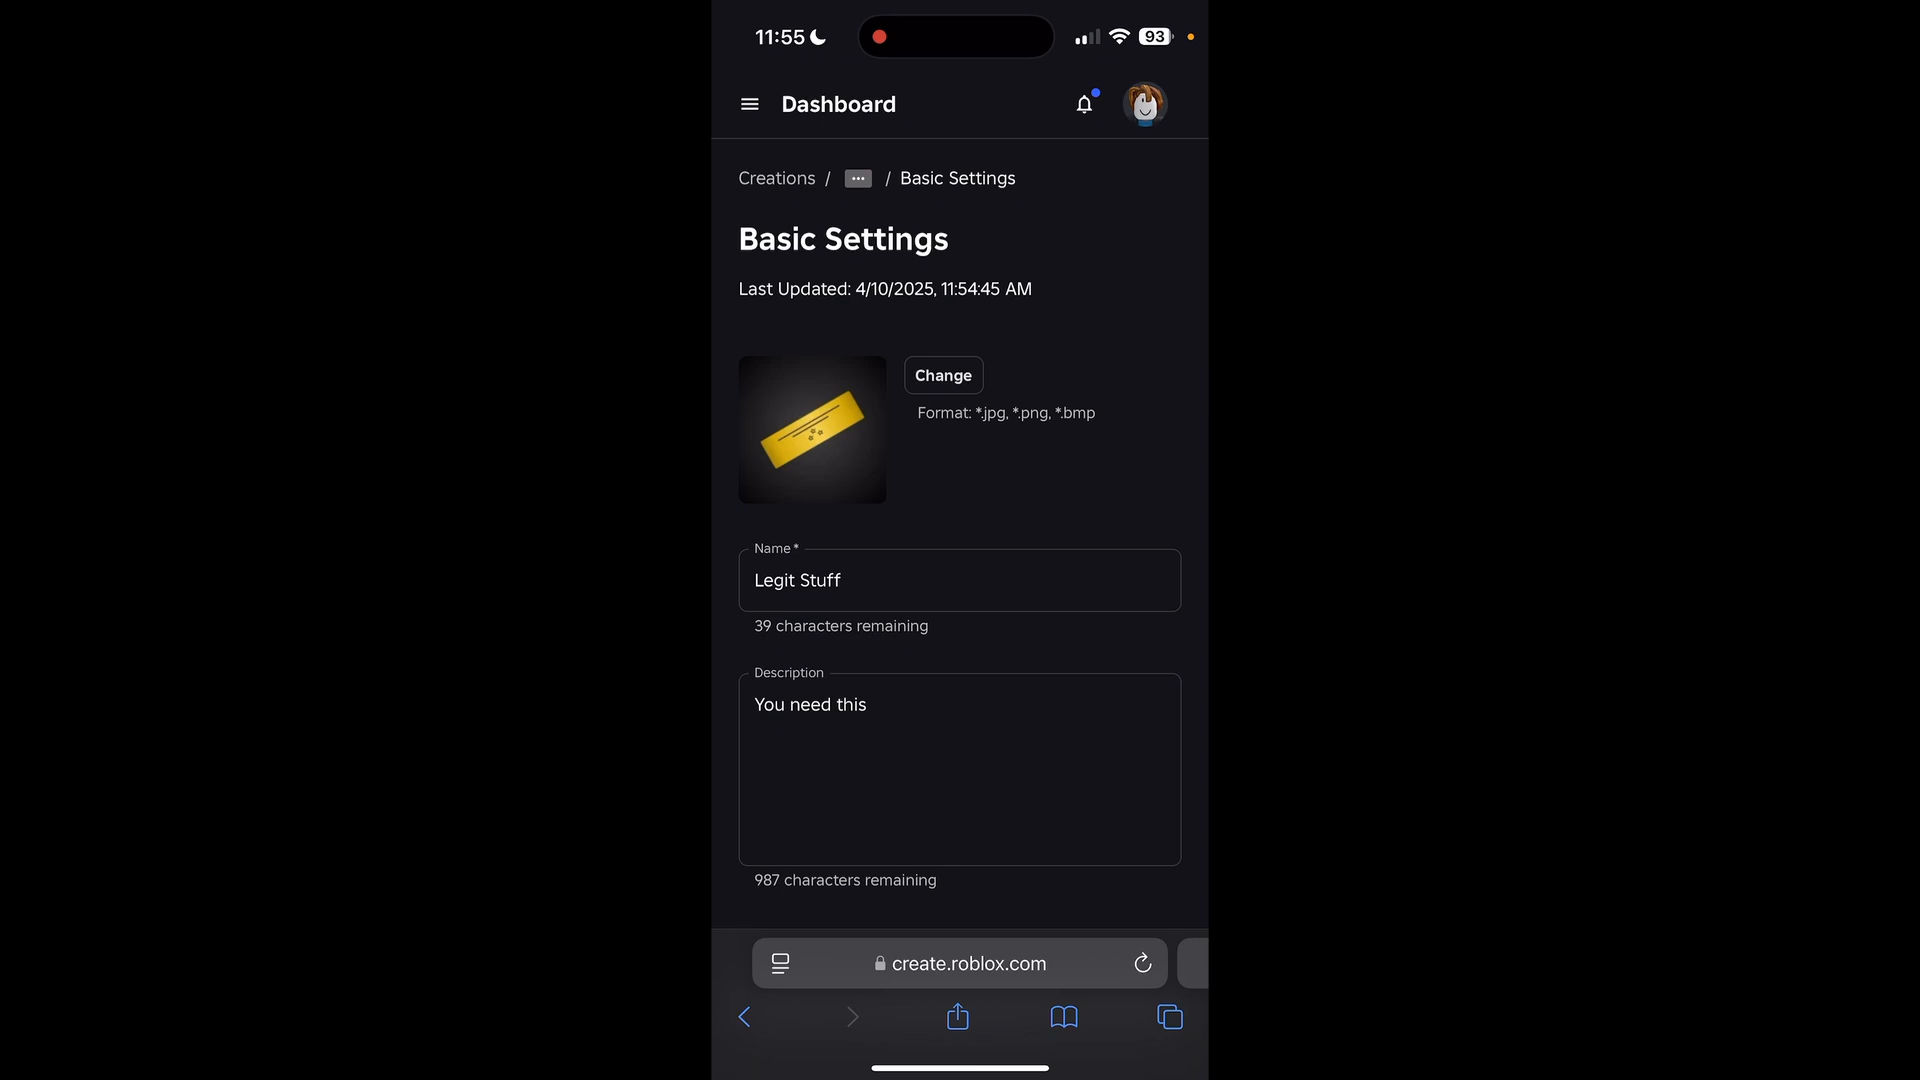 11:55
93
Dashboard
Creations / ... / Basic Settings
Basic Settings
Last Updated: 4/10/2025, 11:54:45 AM
Change
Format: *.jpg, *.png, *.bmp
Name *
Legit Stuff
39 characters remaining
Description
You need this
987 characters remaining
create.roblox.com